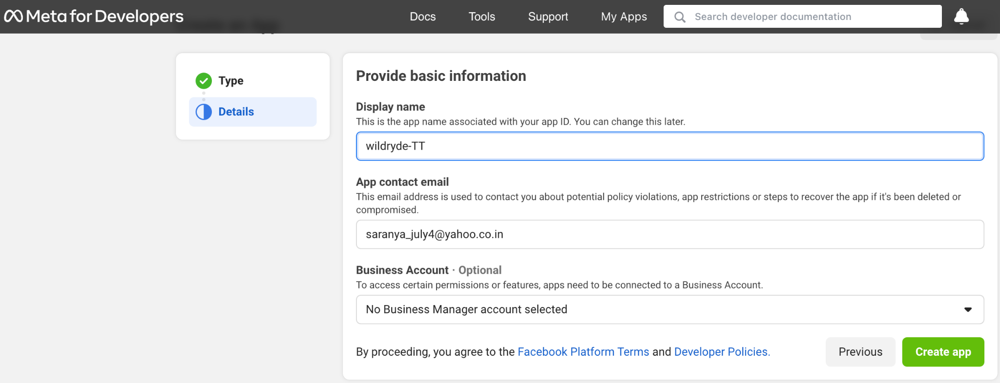 Meta for Developers
Docs
Tools
Support
My Apps
Search developer documentation
Type
Details
Provide basic information
Display name
This is the app name associated with your app ID. You can change this later.
wildryde-TT
App contact email
This email address is used to contact you about potential policy violations, app restrictions or steps to recover the app if it's been deleted or
compromised.
saranya_july4@yahoo.co.in
Business Account · Optional
To access certain permissions or features, apps need to be connected to a Business Account.
No Business Manager account selected
By proceeding, you agree to the Facebook Platform Terms and Developer Policies.
Previous
Create app